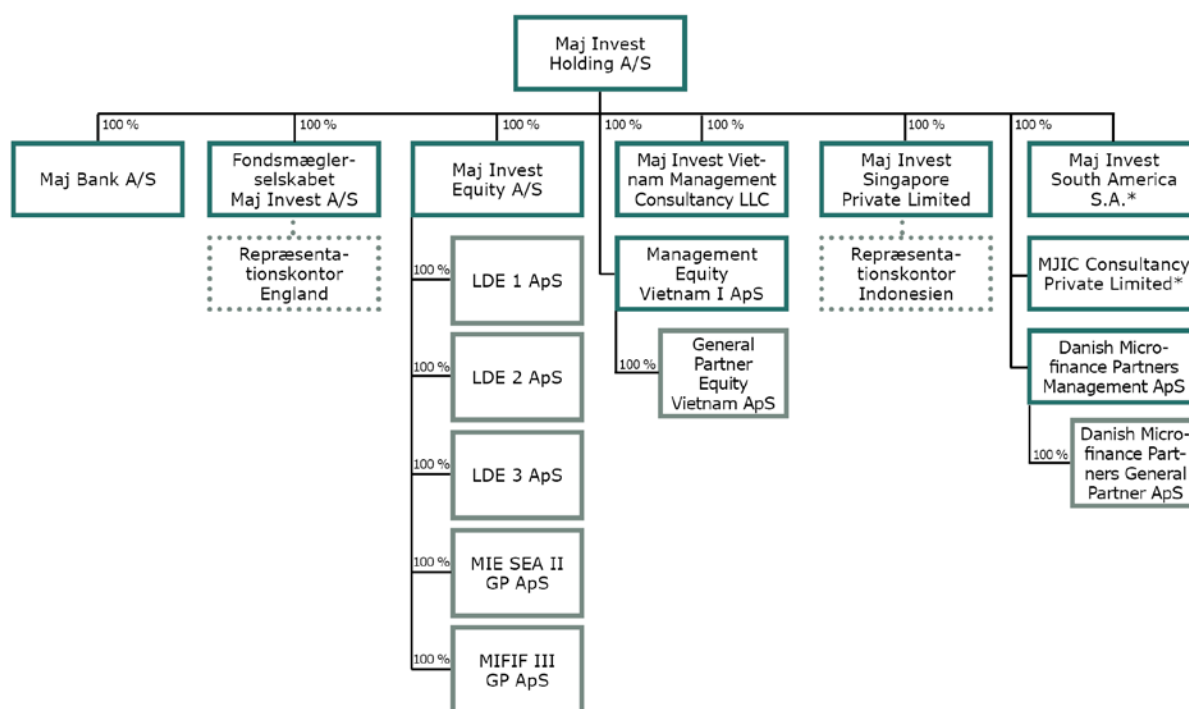 Maj Invest
Holding A/S
100 %
100 %
100 %
100 %
100 %
100 %
100 %
Maj Bank A/S
Fondsmægler-
selskabet
Maj Invest A/S
Maj Invest
Equity A/S
Maj Invest Viet-
nam Management
Consultancy LLC
Maj Invest
Singapore
Private Limited
Maj Invest
South America
S.A.*
Repræsenta-
tionskontor
England
100 %
LDE 1 ApS
Management
Equity
Vietnam I ApS
Repræsenta-
tionskontor
Indonesien
MJIC Consultancy
Private Limited*
100 %
LDE 2 ApS
100 %
General
Partner
Equity
Vietnam ApS
Danish Micro-
finance Partners
Management ApS
100 %
LDE 3 ApS
100 %
Danish Micro-
finance Part-
ners General
Partner ApS
100 %
MIE SEA II
GP ApS
100 %
MIFIF III
GP ApS